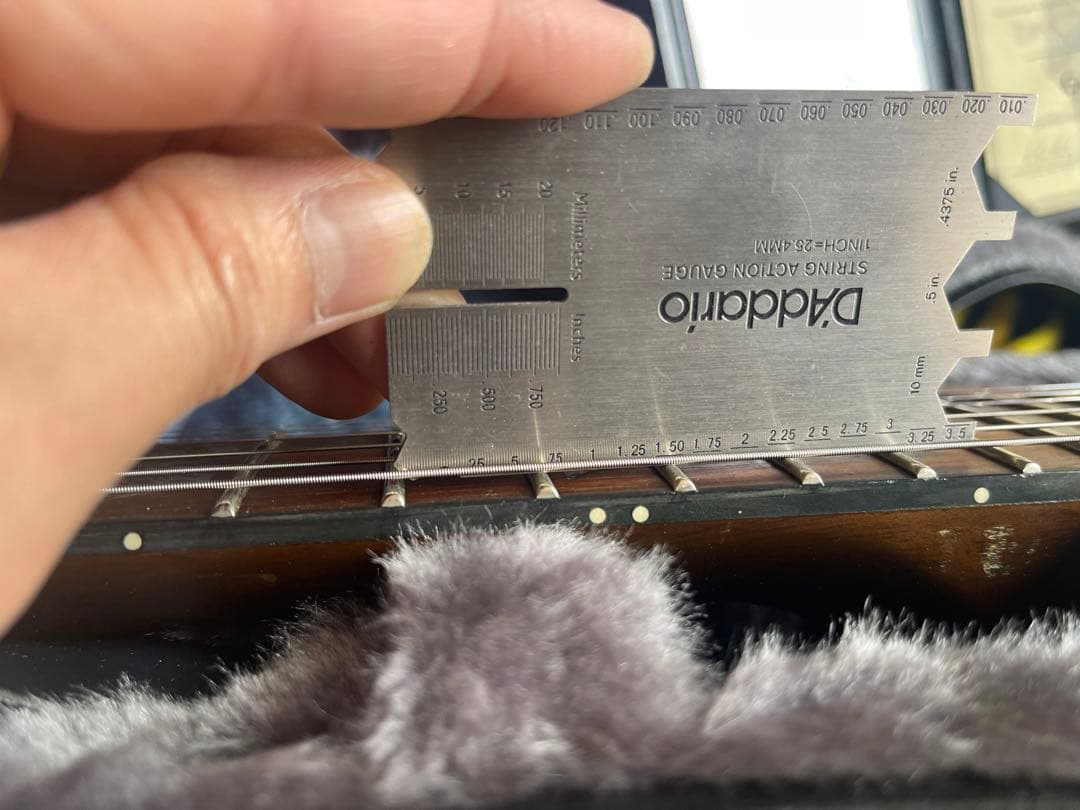 .120 .110 .100 .090 .080 .070 .060 .050 .040 .030 .020 .010
5 10 15 20
Millimeters
.4375 in.
1INCH=25.4MM
STRING ACTION GAUGE
D'Addario
.5 in.
Inches
.250 .500 .750
10 mm
.25 .5 .75 1 1.25 1.50 1.75 2 2.25 2.5 2.75 3 3.25 3.5